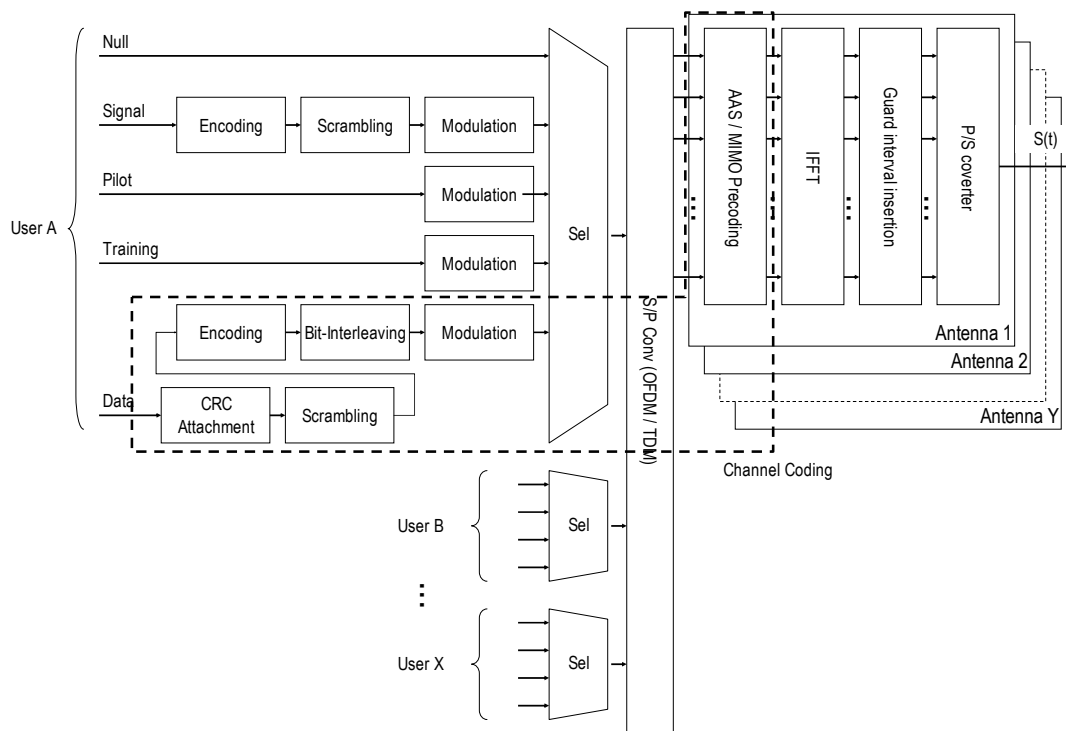 Null
Signal
Encoding
Scrambling
Modulation
Pilot
Modulation
User A
Training
Modulation
Encoding
Bit-Interleaving
Modulation
Data
CRC
Attachment
Scrambling
Sel
S/P Conv (OFDM / TDM)
AAS / MIMO Precoding
IFFT
Guard interval insertion
P/S coverter
S(t)
Antenna 1
Antenna 2
Antenna Y
Channel Coding
User B
Sel
User X
Sel